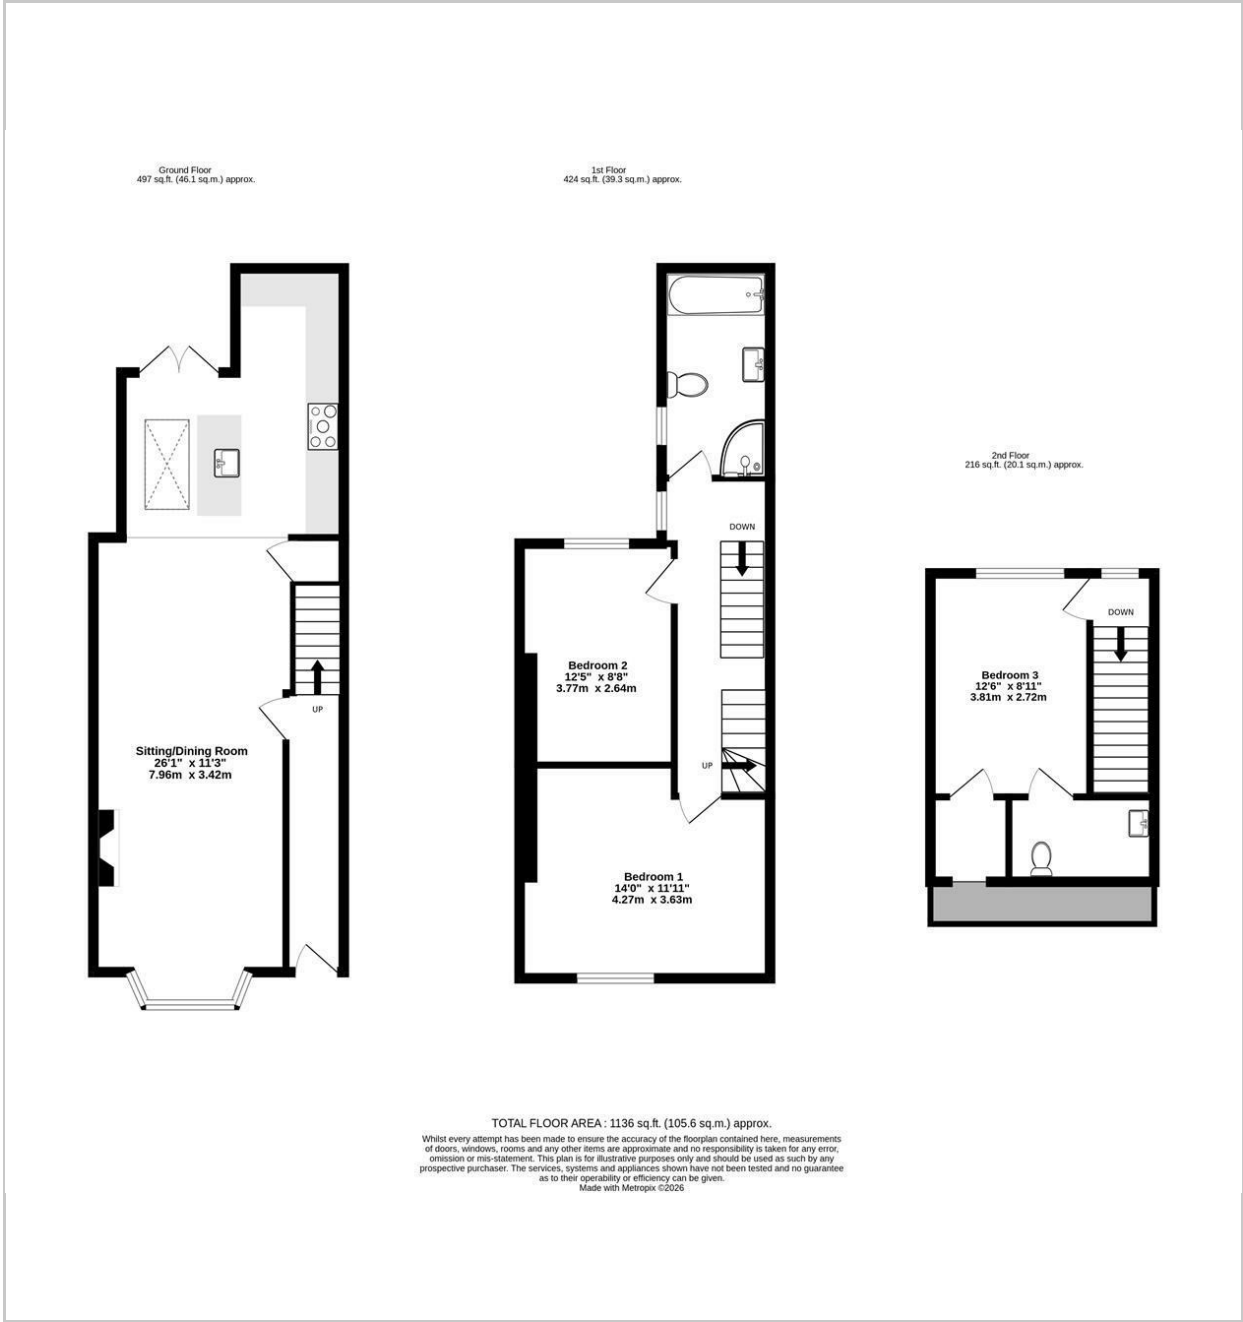 Ground Floor
497 sq.ft. (46.1 sq.m.) approx.
1st Floor
424 sq.ft. (39.3 sq.m.) approx.
2nd Floor
216 sq.ft. (20.1 sq.m.) approx.
UP
Sitting/Dining Room
26'1" x 11'3"
7.96m x 3.42m
DOWN
Bedroom 2
12'5" x 8'8"
3.77m x 2.64m
UP
Bedroom 1
14'0" x 11'11"
4.27m x 3.63m
DOWN
Bedroom 3
12'6" x 8'11"
3.81m x 2.72m
TOTAL FLOOR AREA : 1136 sq.ft. (105.6 sq.m.) approx.
Whilst every attempt has been made to ensure the accuracy of the floorplan contained here, measurements
of doors, windows, rooms and any other items are approximate and no responsibility is taken for any error,
omission or mis-statement. This plan is for illustrative purposes only and should be used as such by any
prospective purchaser. The services, systems and appliances shown have not been tested and no guarantee
as to their operability or efficiency can be given.
Made with Metropix ©2026